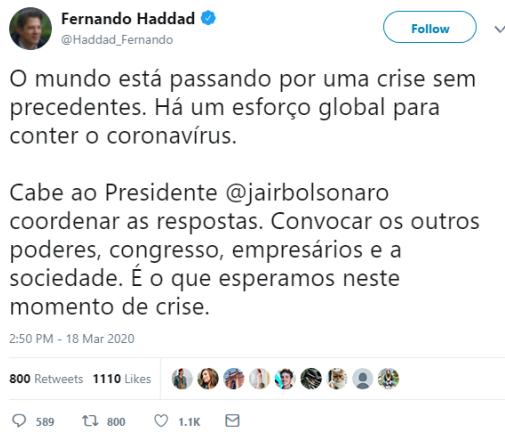 Fernando Haddad
@Haddad_Fernando
Follow
O mundo está passando por uma crise sem
precedentes. Há um esforço global para
conter o coronavírus.
Cabe ao Presidente @jairbolsonaro
coordenar as respostas. Convocar os outros
poderes, congresso, empresários e a
sociedade. É o que esperamos neste
momento de crise.
2:50 PM - 18 Mar 2020
800 Retweets 1110 Likes
589 800 1.1K